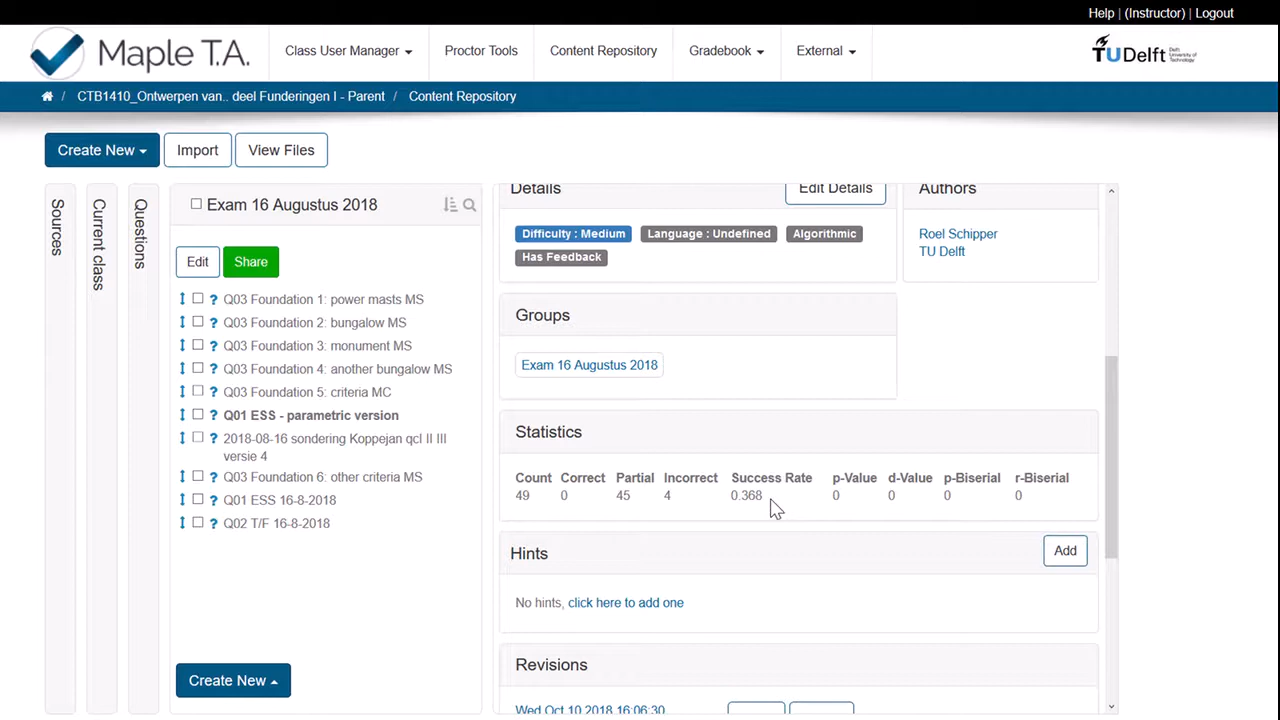 Help | (Instructor) | Logout
Maple T.A. Class User Manager Proctor Tools Content Repository Gradebook External TUDelft Delft University of Technology
/ CTB1410_Ontwerpen van.. deel Funderingen I - Parent / Content Repository
Create New Import View Files
Sources
Current class
Questions
Exam 16 Augustus 2018
Edit Share
Q03 Foundation 1: power masts MS
Q03 Foundation 2: bungalow MS
Q03 Foundation 3: monument MS
Q03 Foundation 4: another bungalow MS
Q03 Foundation 5: criteria MC
Q01 ESS - parametric version
2018-08-16 sondering Koppejan qcl II III
versie 4
Q03 Foundation 6: other criteria MS
Q01 ESS 16-8-2018
Q02 T/F 16-8-2018
Create New
Details Edit Details
Difficulty : Medium Language : Undefined Algorithmic
Has Feedback
Authors
Roel Schipper
TU Delft
Groups
Exam 16 Augustus 2018
Statistics
Count Correct Partial Incorrect Success Rate p-Value d-Value p-Biserial r-Biserial
49 0 45 4 0.368 0 0 0 0
Hints Add
No hints, click here to add one
Revisions
Wed Oct 10 2018 16:06:30